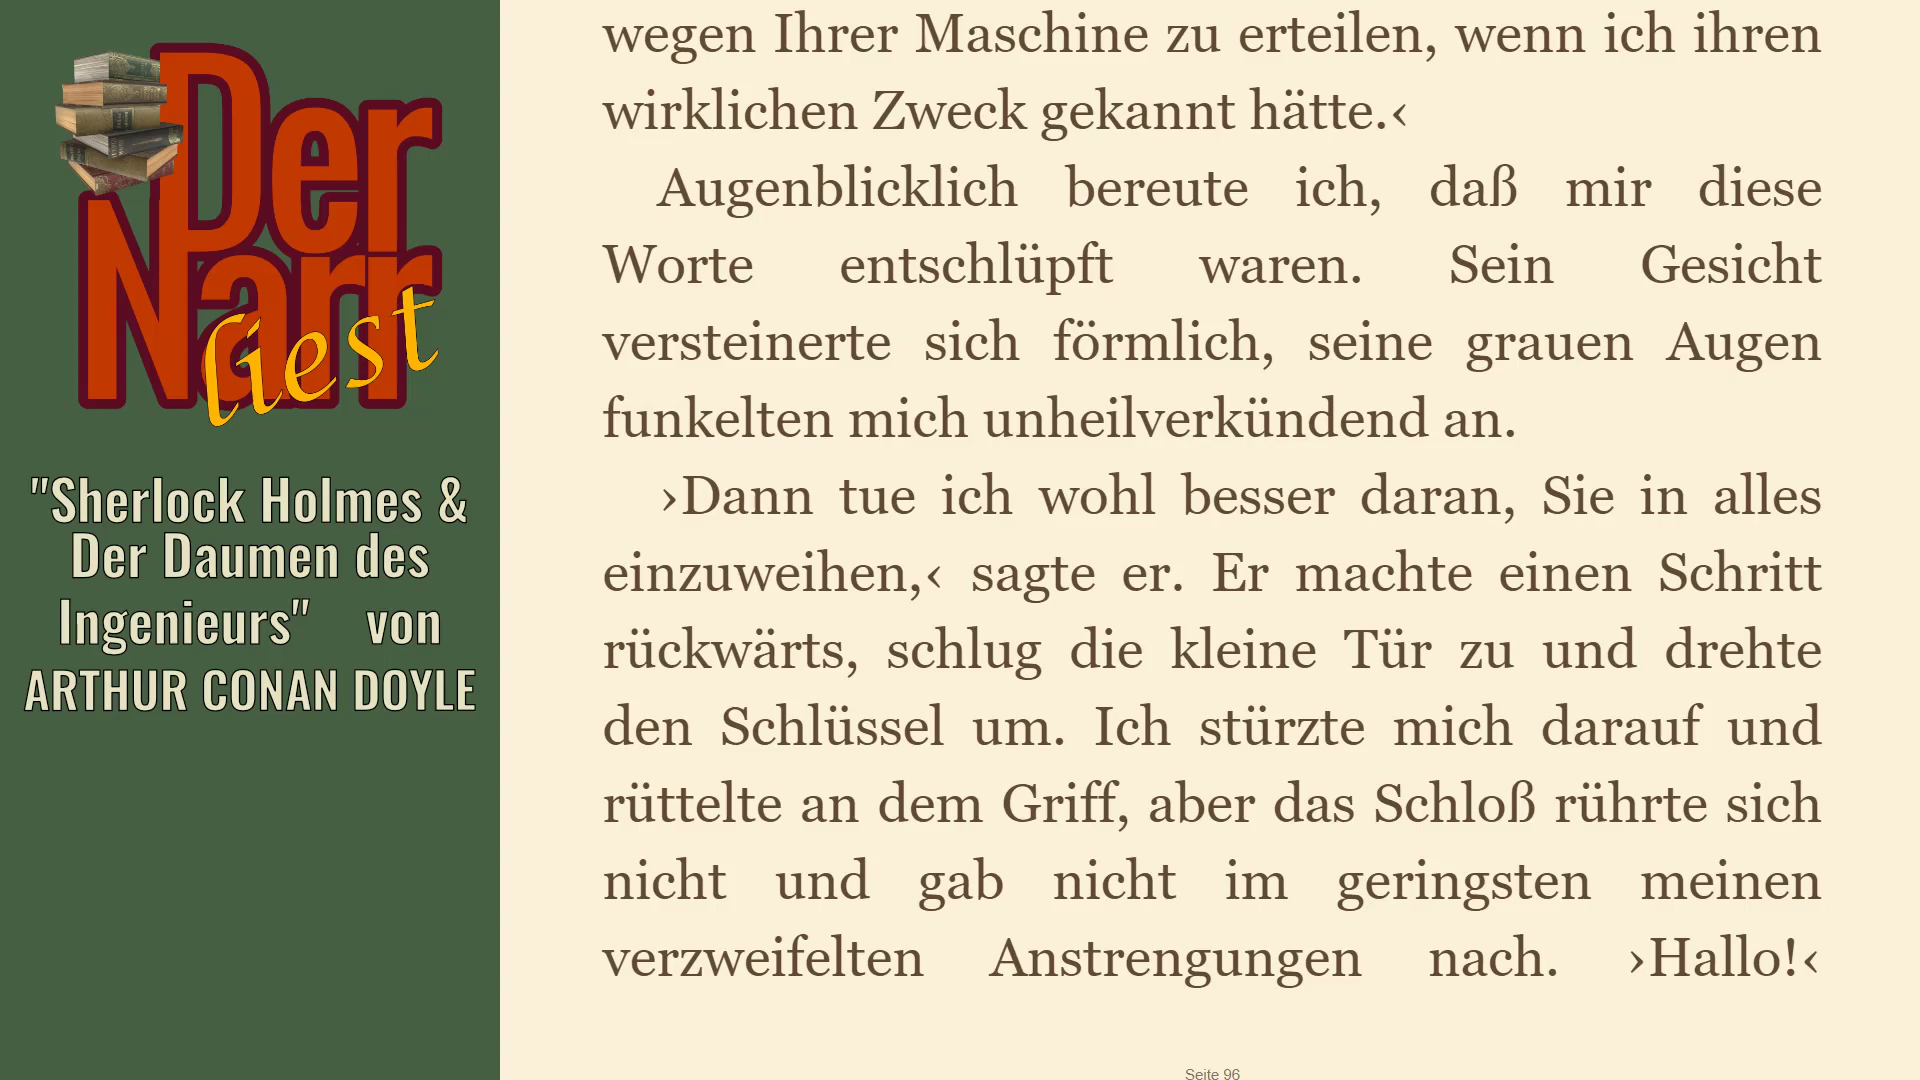 Der
Narr
liest
"Sherlock Holmes &
Der Daumen des
Ingenieurs" von
ARTHUR CONAN DOYLE
wegen Ihrer Maschine zu erteilen, wenn ich ihren
wirklichen Zweck gekannt hätte.‹
Augenblicklich bereute ich, daß mir diese
Worte entschlüpft waren. Sein Gesicht
versteinerte sich förmlich, seine grauen Augen
funkelten mich unheilverkündend an.
›Dann tue ich wohl besser daran, Sie in alles
einzuweihen,‹ sagte er. Er machte einen Schritt
rückwärts, schlug die kleine Tür zu und drehte
den Schlüssel um. Ich stürzte mich darauf und
rüttelte an dem Griff, aber das Schloß rührte sich
nicht und gab nicht im geringsten meinen
verzweifelten Anstrengungen nach. ›Hallo!‹
Seite 96